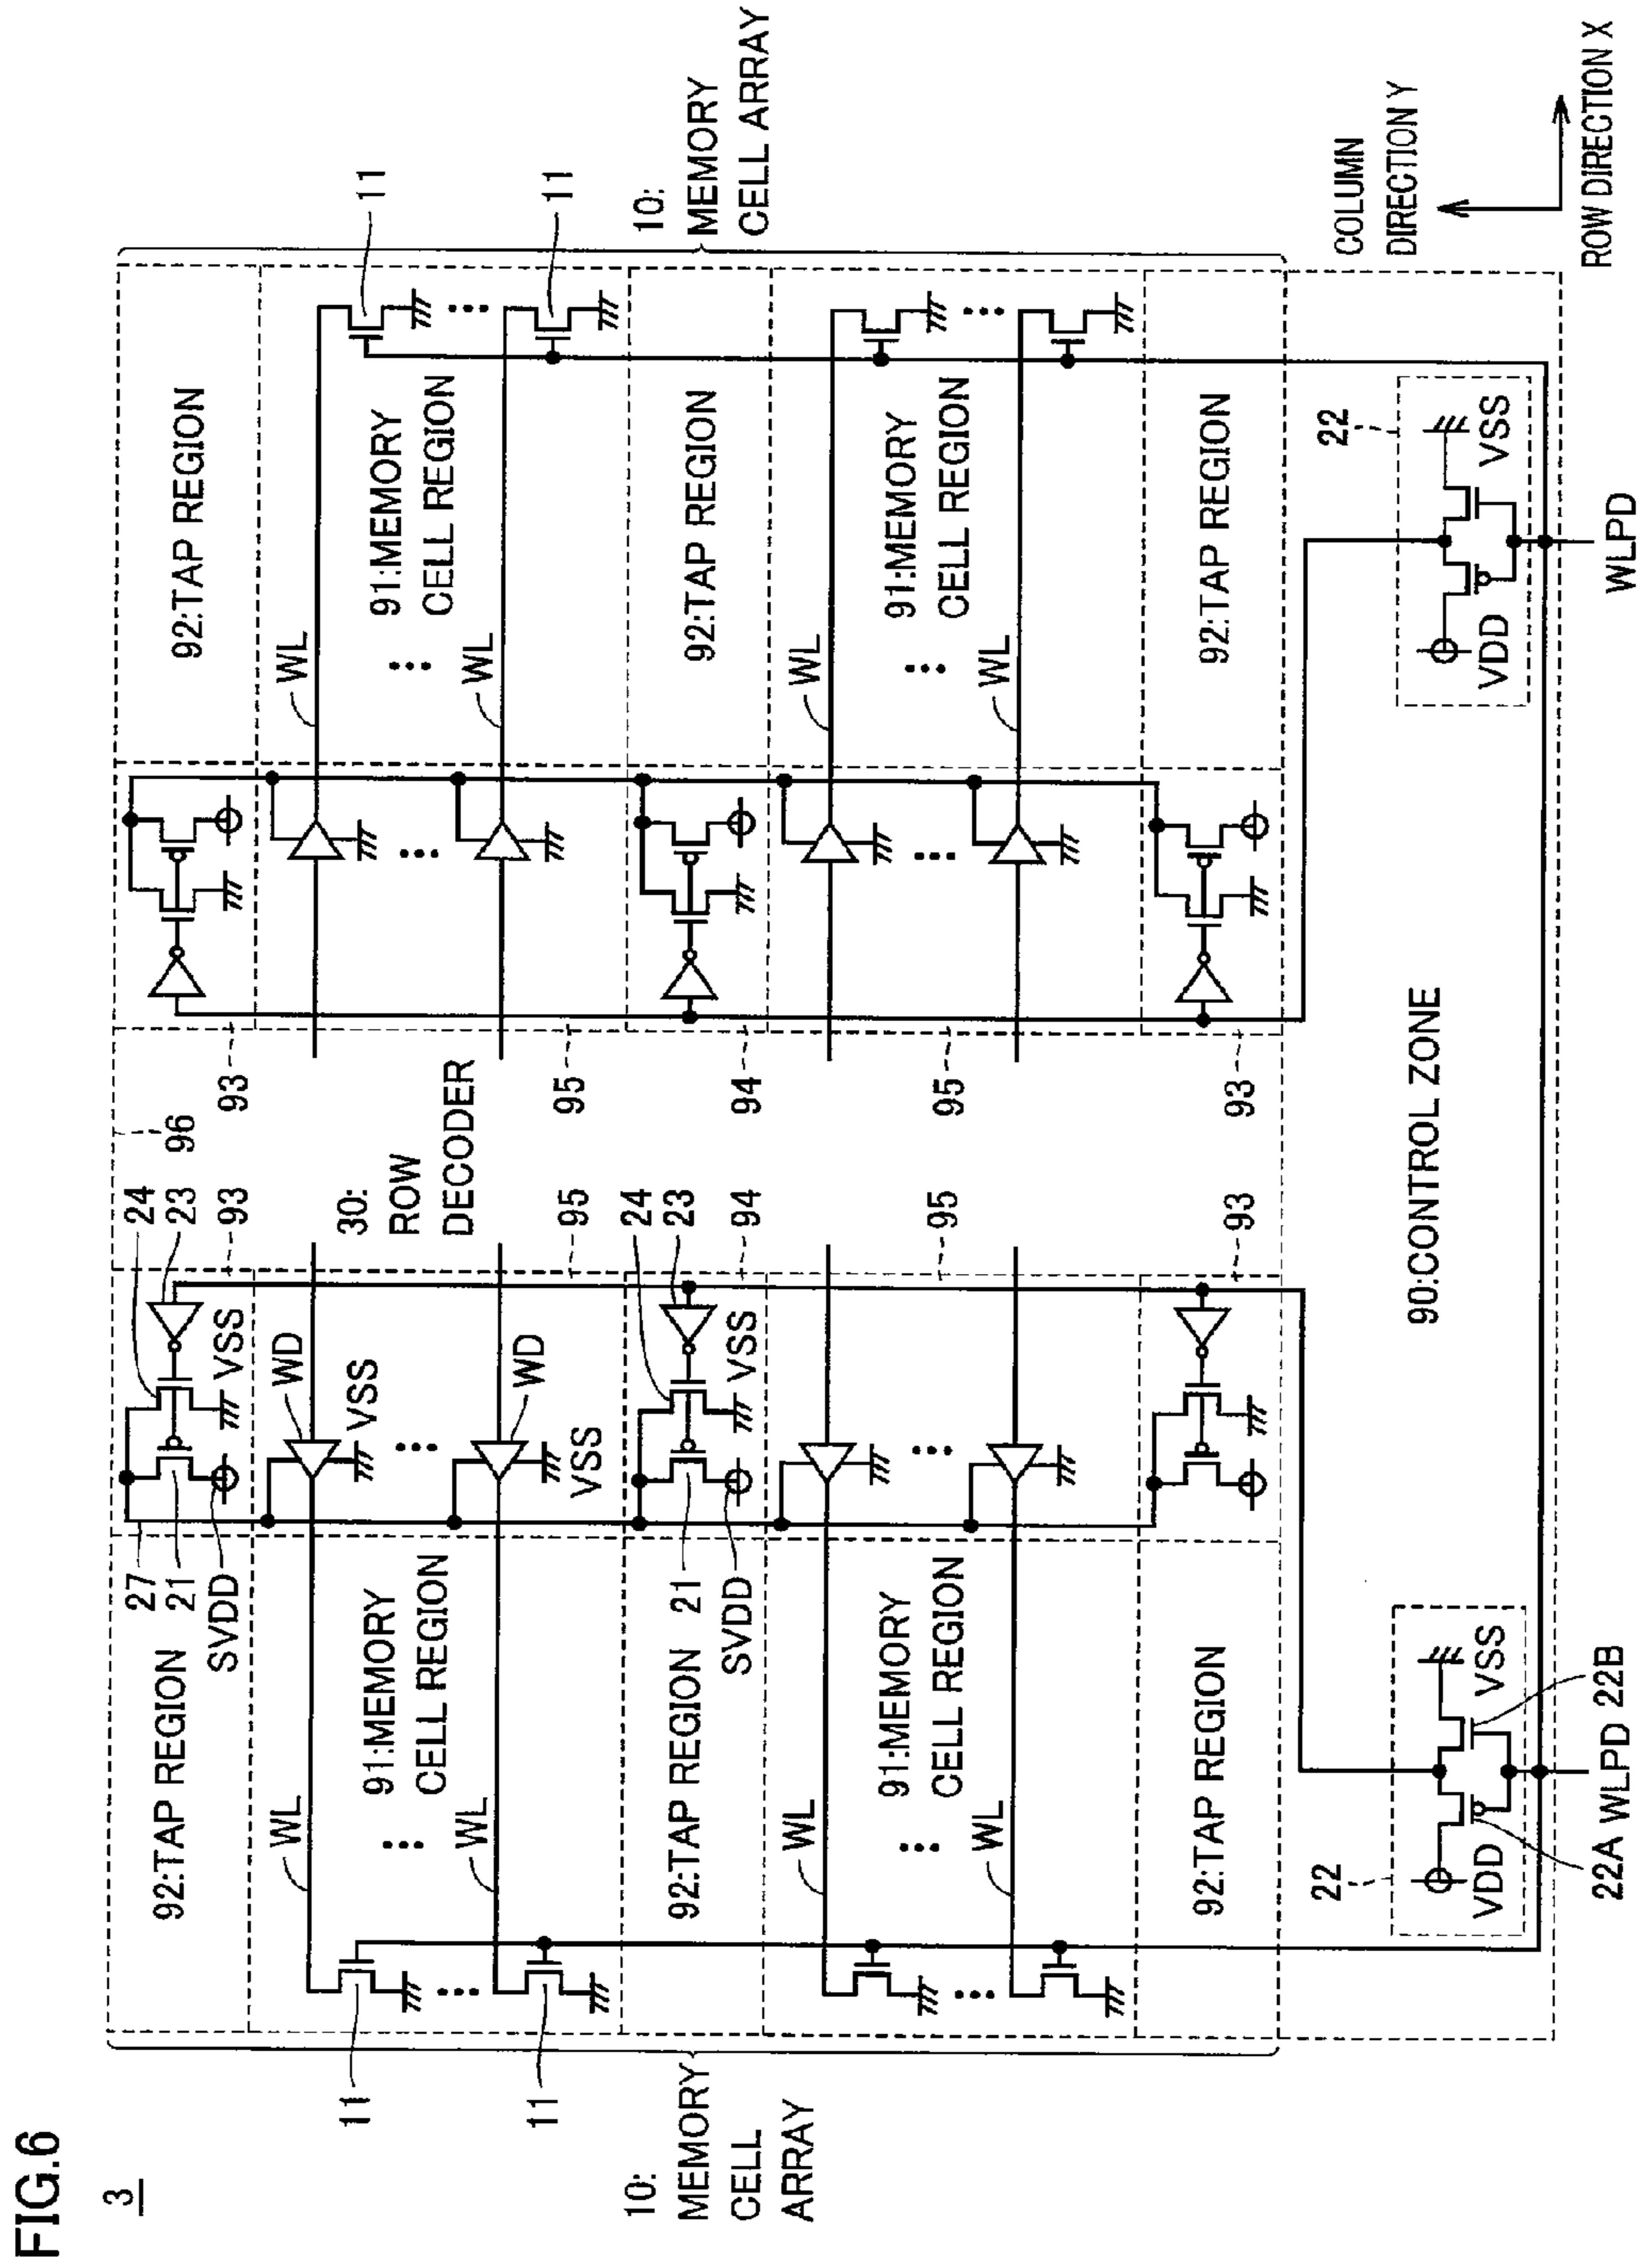 FIG.6
3
27
24
92:TAP REGION
21
23
96
92:TAP REGION
SVDD
VSS
93
93
WL
WD
WL
11
91:MEMORY
CELL REGION
VSS
30:
ROW
DECODER
91:MEMORY
CELL REGION
11
WL
WD
WL
11
VSS
95
95
11
10:
MEMORY
CELL
ARRAY
92:TAP REGION
21
24
23
92:TAP REGION
10:
MEMORY
CELL ARRAY
SVDD
VSS
94
94
WL
WL
91:MEMORY
CELL REGION
95
95
91:MEMORY
CELL REGION
WL
WL
92:TAP REGION
93
93
92:TAP REGION
22
22
COLUMN
DIRECTION Y
90:CONTROL ZONE
VDD
VSS
VDD
VSS
22A WLPD 22B
WLPD
ROW DIRECTION X